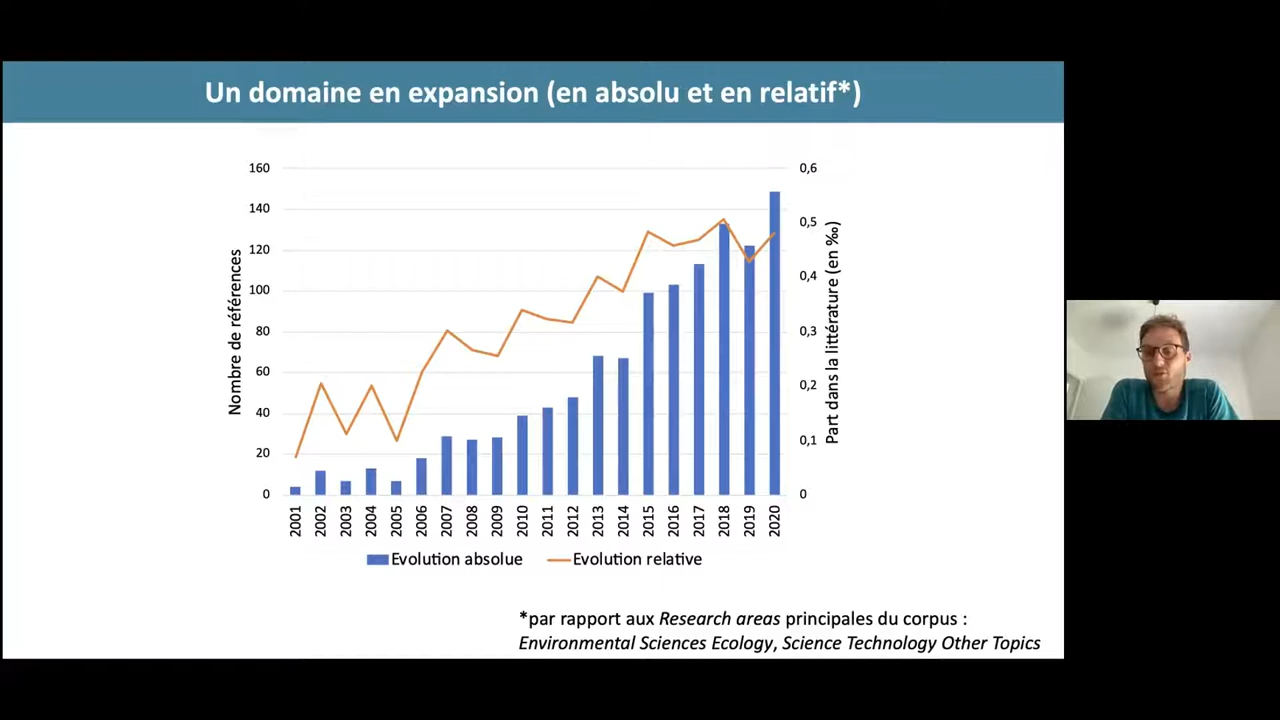 Un domaine en expansion (en absolu et en relatif*)
160
140
120
100
80
60
40
20
0
Nombre de références
0,6
0,5
0,4
0,3
0,2
0,1
0
Part dans la littérature (en ‰)
2001 2002 2003 2004 2005 2006 2007 2008 2009 2010 2011 2012 2013 2014 2015 2016 2017 2018 2019 2020
Evolution absolue Evolution relative
*par rapport aux Research areas principales du corpus :
Environmental Sciences Ecology, Science Technology Other Topics